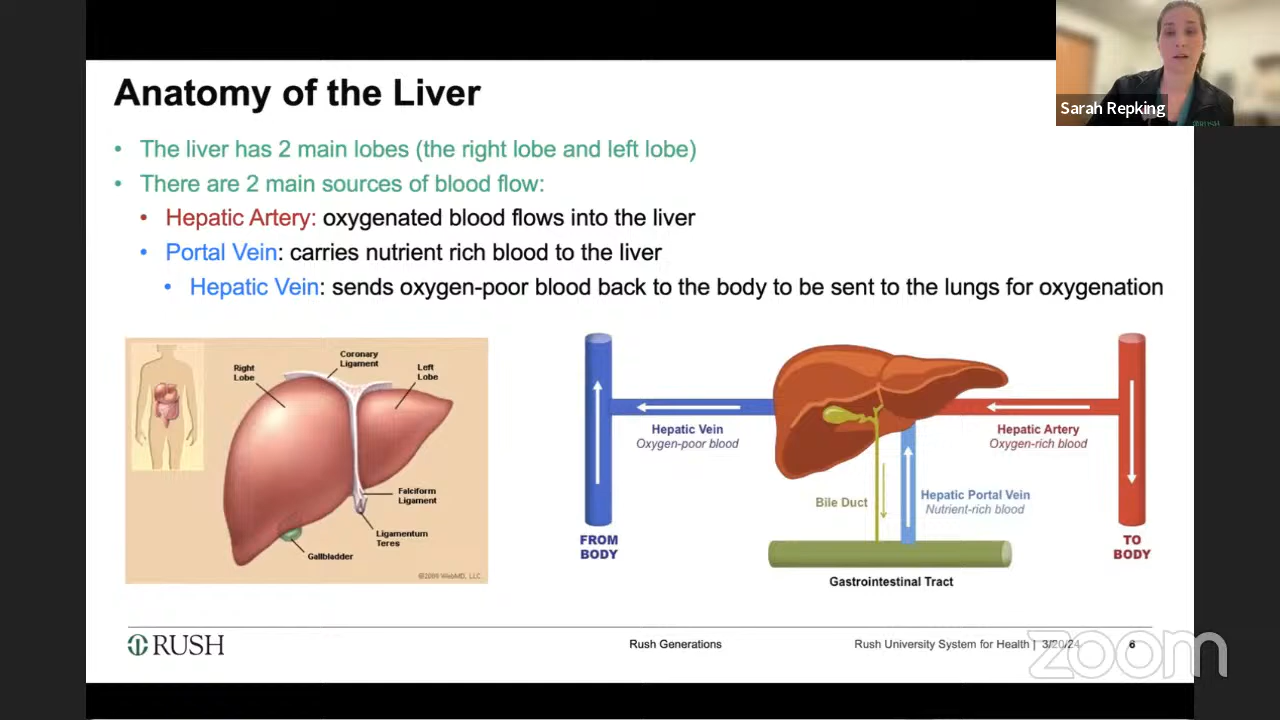 Anatomy of the Liver
Sarah Repking
RUSH
• The liver has 2 main lobes (the right lobe and left lobe)
• There are 2 main sources of blood flow:
• Hepatic Artery: oxygenated blood flows into the liver
• Portal Vein: carries nutrient rich blood to the liver
• Hepatic Vein: sends oxygen-poor blood back to the body to be sent to the lungs for oxygenation
Right
Lobe
Coronary
Ligament
Left
Lobe
Falciform
Ligament
Ligamentum
Teres
Gallbladder
©2009 WebMD, LLC.
Hepatic Vein
Oxygen-poor blood
Hepatic Artery
Oxygen-rich blood
Bile Duct
Hepatic Portal Vein
Nutrient-rich blood
FROM
BODY
TO
BODY
Gastrointestinal Tract
RUSH
Rush Generations
Rush University System for Health | 3/20/24
6
zoom